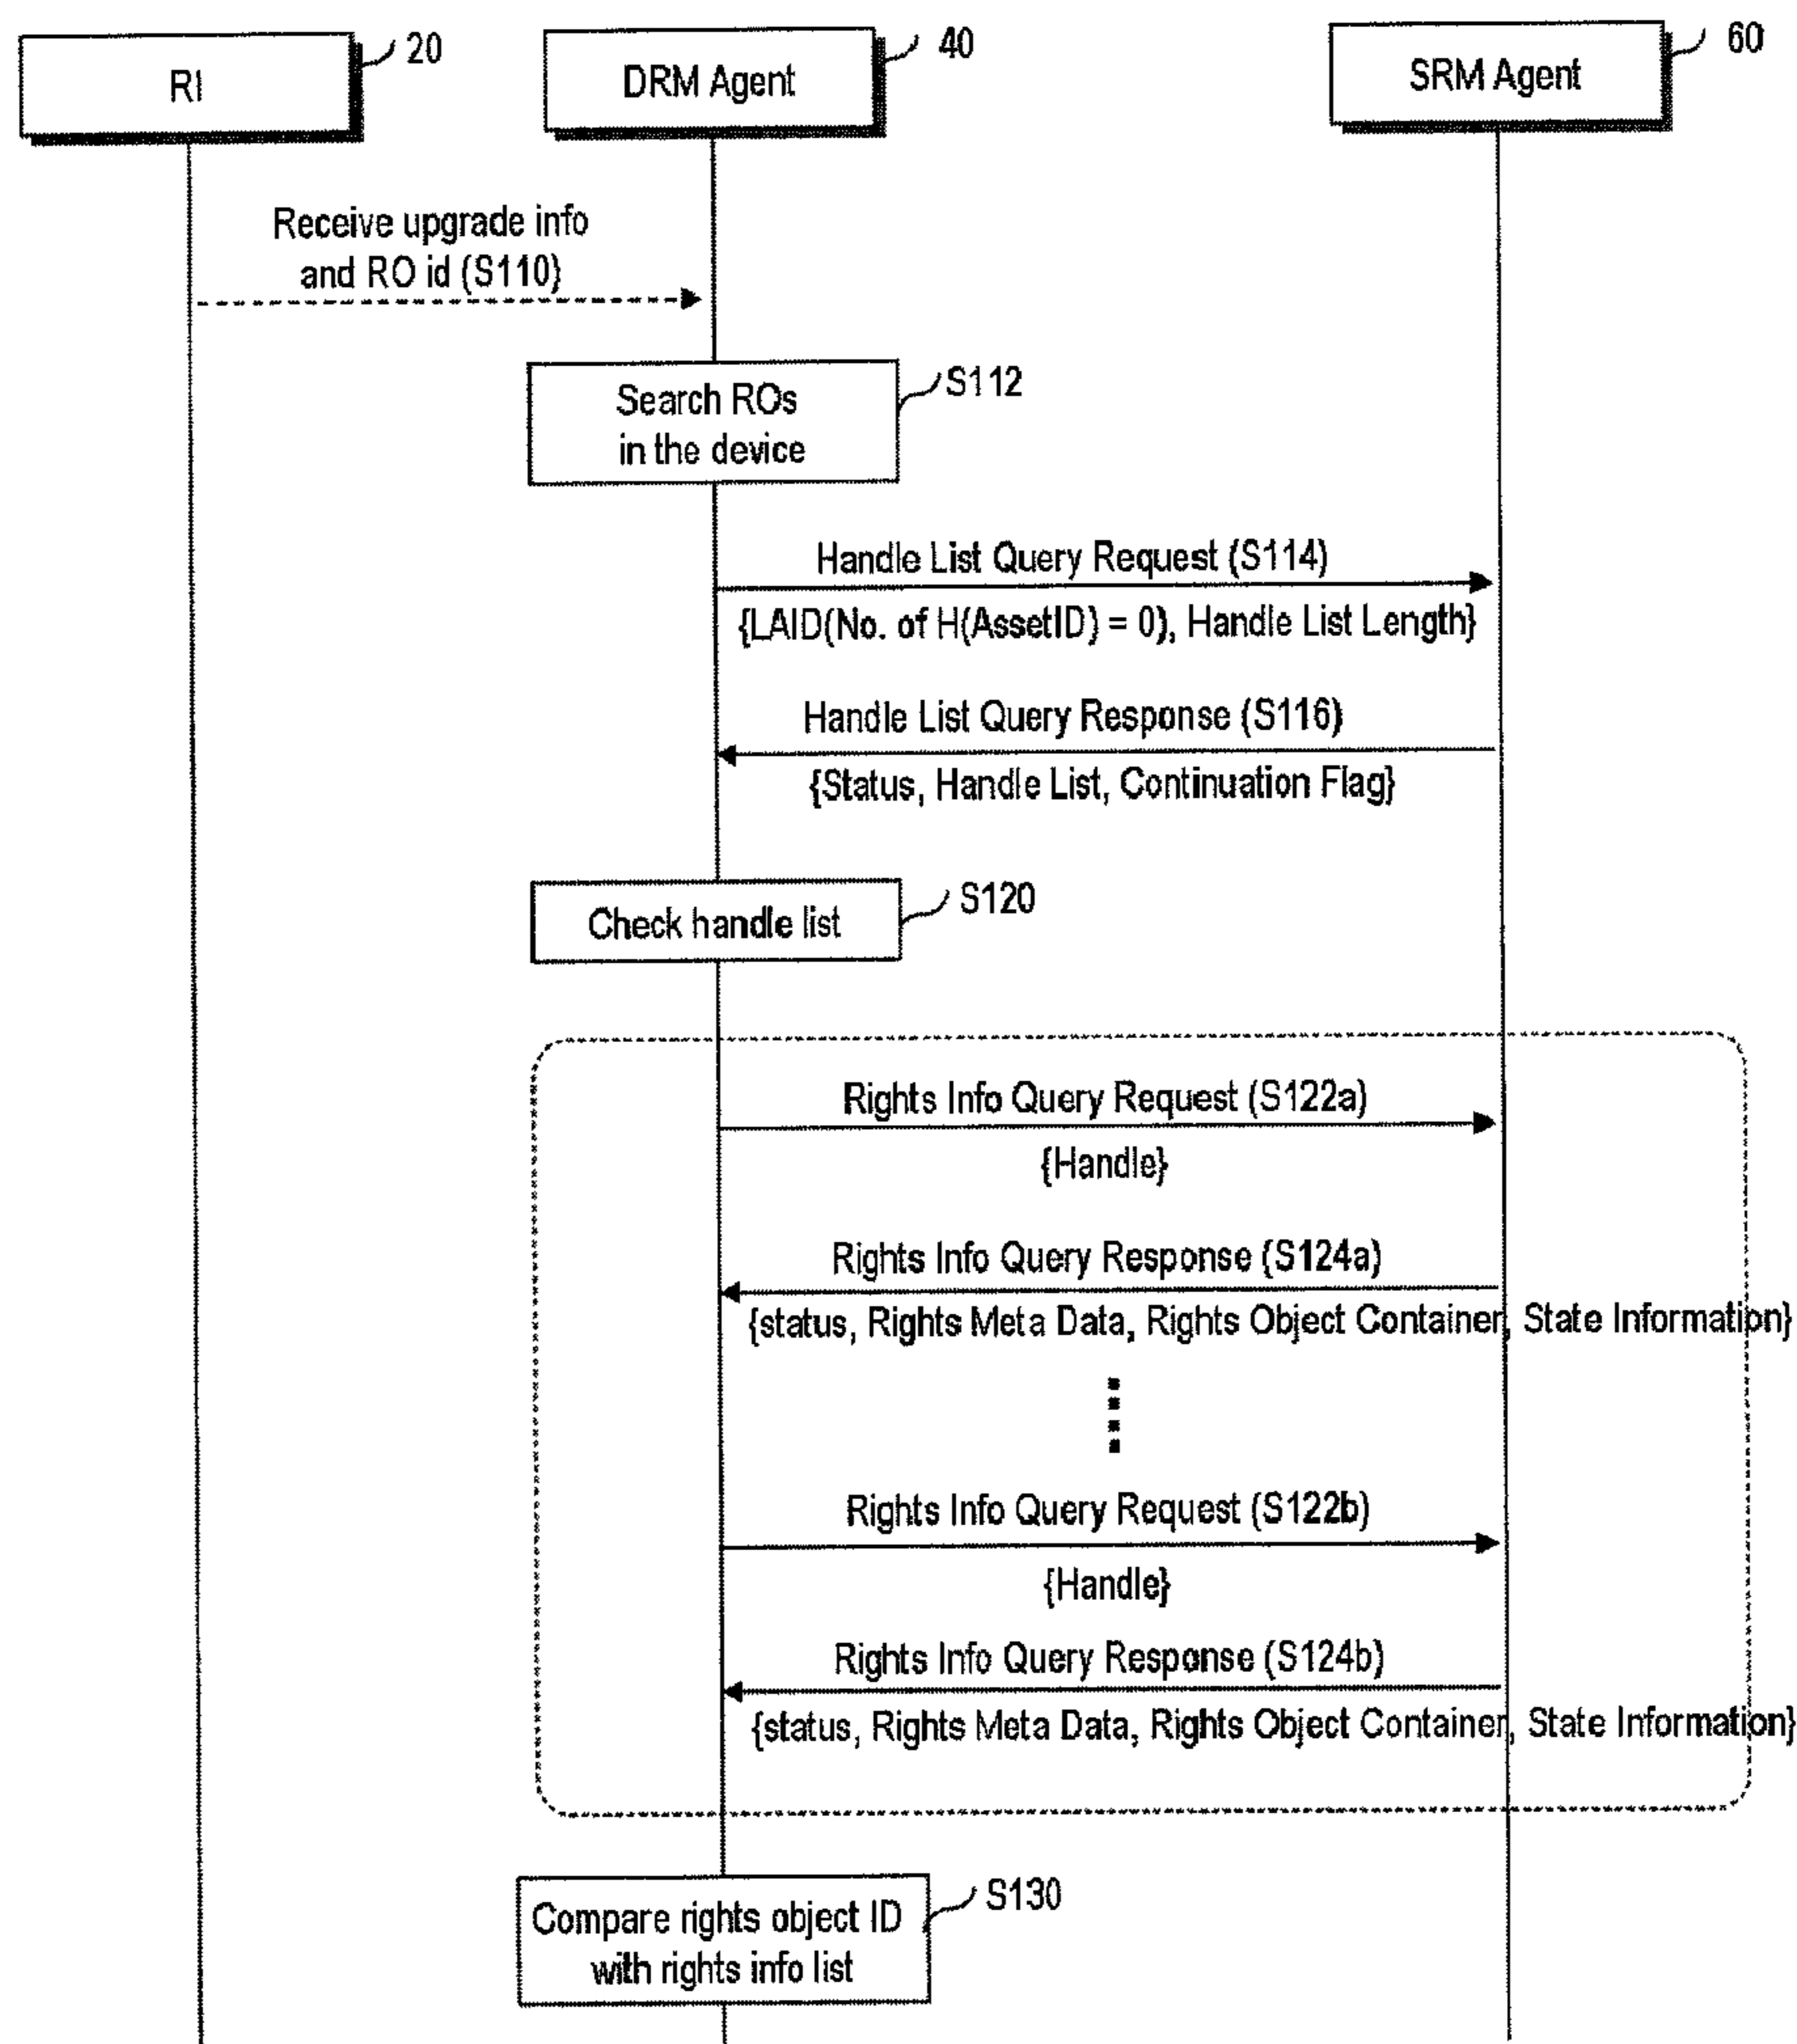 RI
20
DRM Agent
40
SRM Agent
60
Receive upgrade info
and RO id (S110)
Search ROs
in the device
S112
Handle List Query Request (S114)
{LAID(No. of H(AssetID) = 0), Handle List Length}
Handle List Query Response (S116)
{Status, Handle List, Continuation Flag}
Check handle list
S120
Rights Info Query Request (S122a)
{Handle}
Rights Info Query Response (S124a)
{status, Rights Meta Data, Rights Object Container, State Information}
Rights Info Query Request (S122b)
{Handle}
Rights Info Query Response (S124b)
{status, Rights Meta Data, Rights Object Container, State Information}
Compare rights object ID
with rights info list
S130